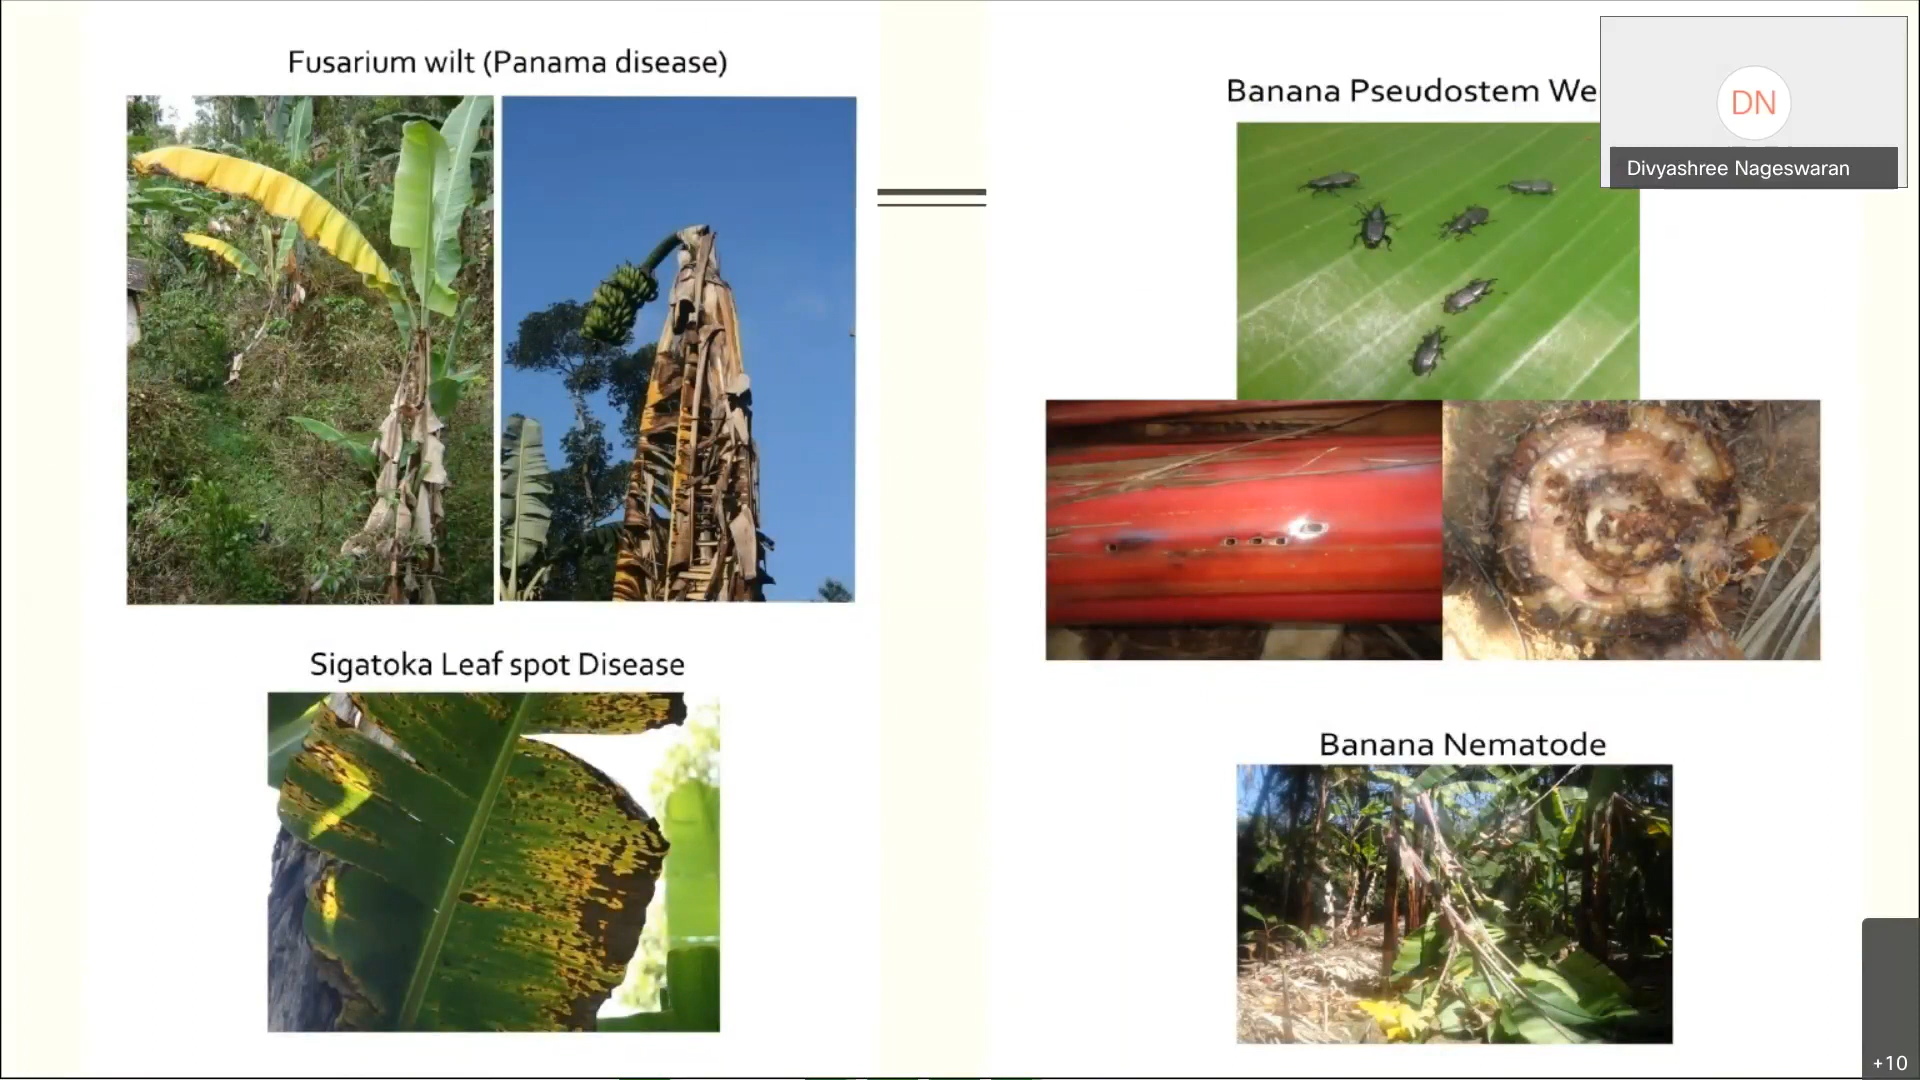 Fusarium wilt (Panama disease)
Banana Pseudostem We
DN
Divyashree Nageswaran
Sigatoka Leaf spot Disease
Banana Nematode
+10